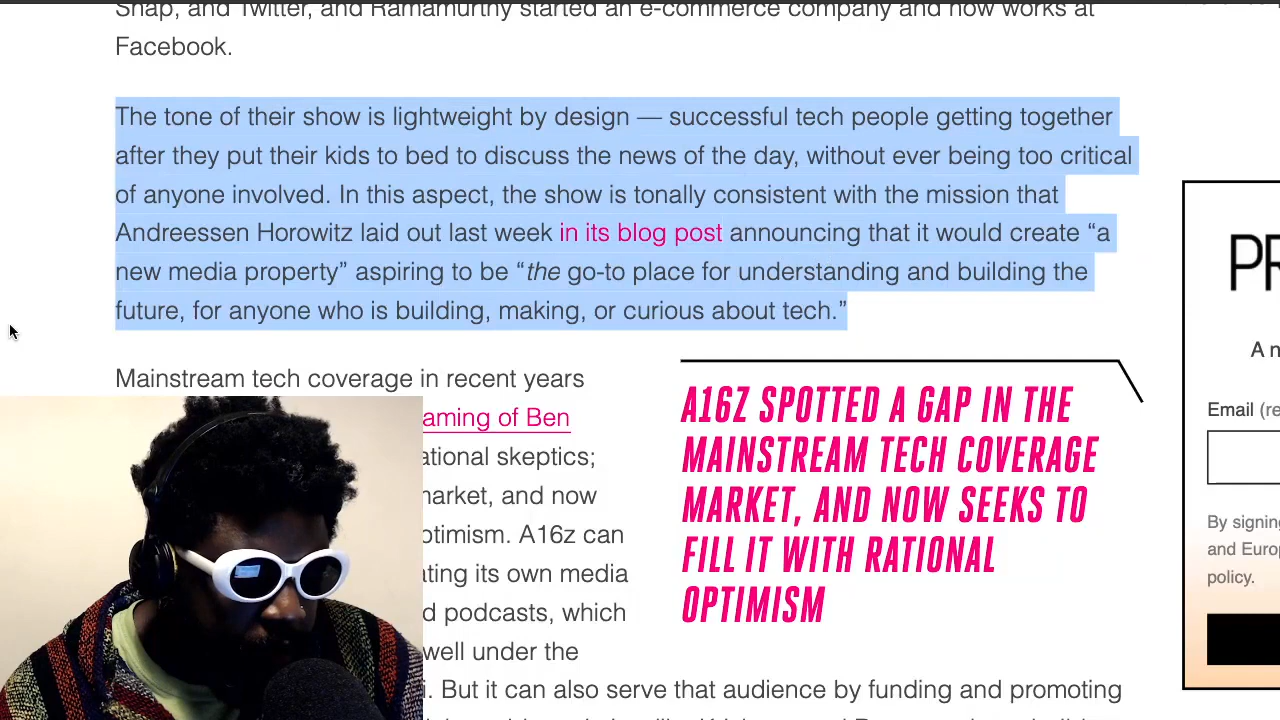 Snap, and Twitter, and Ramamurthy started an e-commerce company and now works at
Facebook.
The tone of their show is lightweight by design — successful tech people getting together
after they put their kids to bed to discuss the news of the day, without ever being too critical
of anyone involved. In this aspect, the show is tonally consistent with the mission that
Andreessen Horowitz laid out last week in its blog post announcing that it would create “a
new media property” aspiring to be “the go-to place for understanding and building the
future, for anyone who is building, making, or curious about tech.”
Mainstream tech coverage in recent years
aming of Ben
ational skeptics;
narket, and now
otimism. A16z can
ating its own media
d podcasts, which
well under the
. But it can also serve that audience by funding and promoting
A16Z SPOTTED A GAP IN THE
MAINSTREAM TECH COVERAGE
MARKET, AND NOW SEEKS TO
FILL IT WITH RATIONAL
OPTIMISM
PR
A n
Email (re
By signing
and Euro
policy.